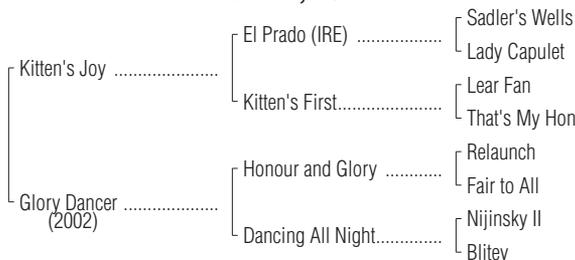 Sadler's Wells
El Prado (IRE) ..................
Lady Capulet
Kitten's Joy ......................
Lear Fan
Kitten's First......................
That's My Hon
Relaunch
Honour and Glory ............
Fair to All
Glory Dancer ....................
(2002)
Nijinsky II
Dancing All Night..............
Blitey